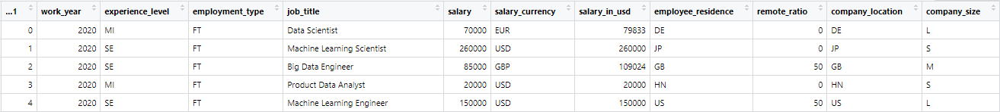 ...1 work_year experience_level employment_type job_title salary salary_currency salary_in_usd employee_residence remote_ratio company_location company_size
0 2020 MI FT Data Scientist 70000 EUR 79833 DE 0 DE L
1 2020 SE FT Machine Learning Scientist 260000 USD 260000 JP 0 JP S
2 2020 SE FT Big Data Engineer 85000 GBP 109024 GB 50 GB M
3 2020 MI FT Product Data Analyst 20000 USD 20000 HN 0 HN S
4 2020 SE FT Machine Learning Engineer 150000 USD 150000 US 50 US L